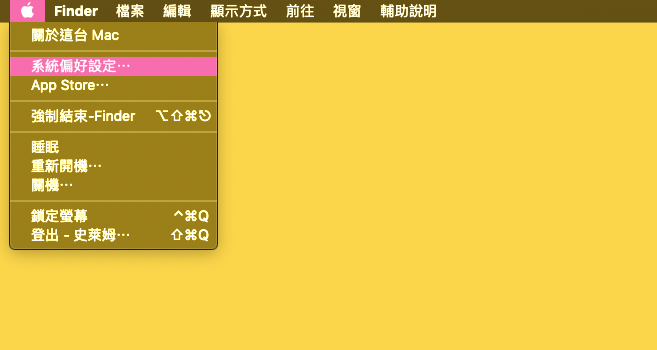 Finder 檔案 編輯 顯示方式 前往 視窗 輔助說明
關於這台 Mac
系統偏好設定⋯
App Store⋯
強制結束-Finder ⌥⇧⌘⎋
睡眠
重新開機⋯
關機⋯
鎖定螢幕 ^⌘Q
登出 - 史萊姆⋯ ⇧⌘Q